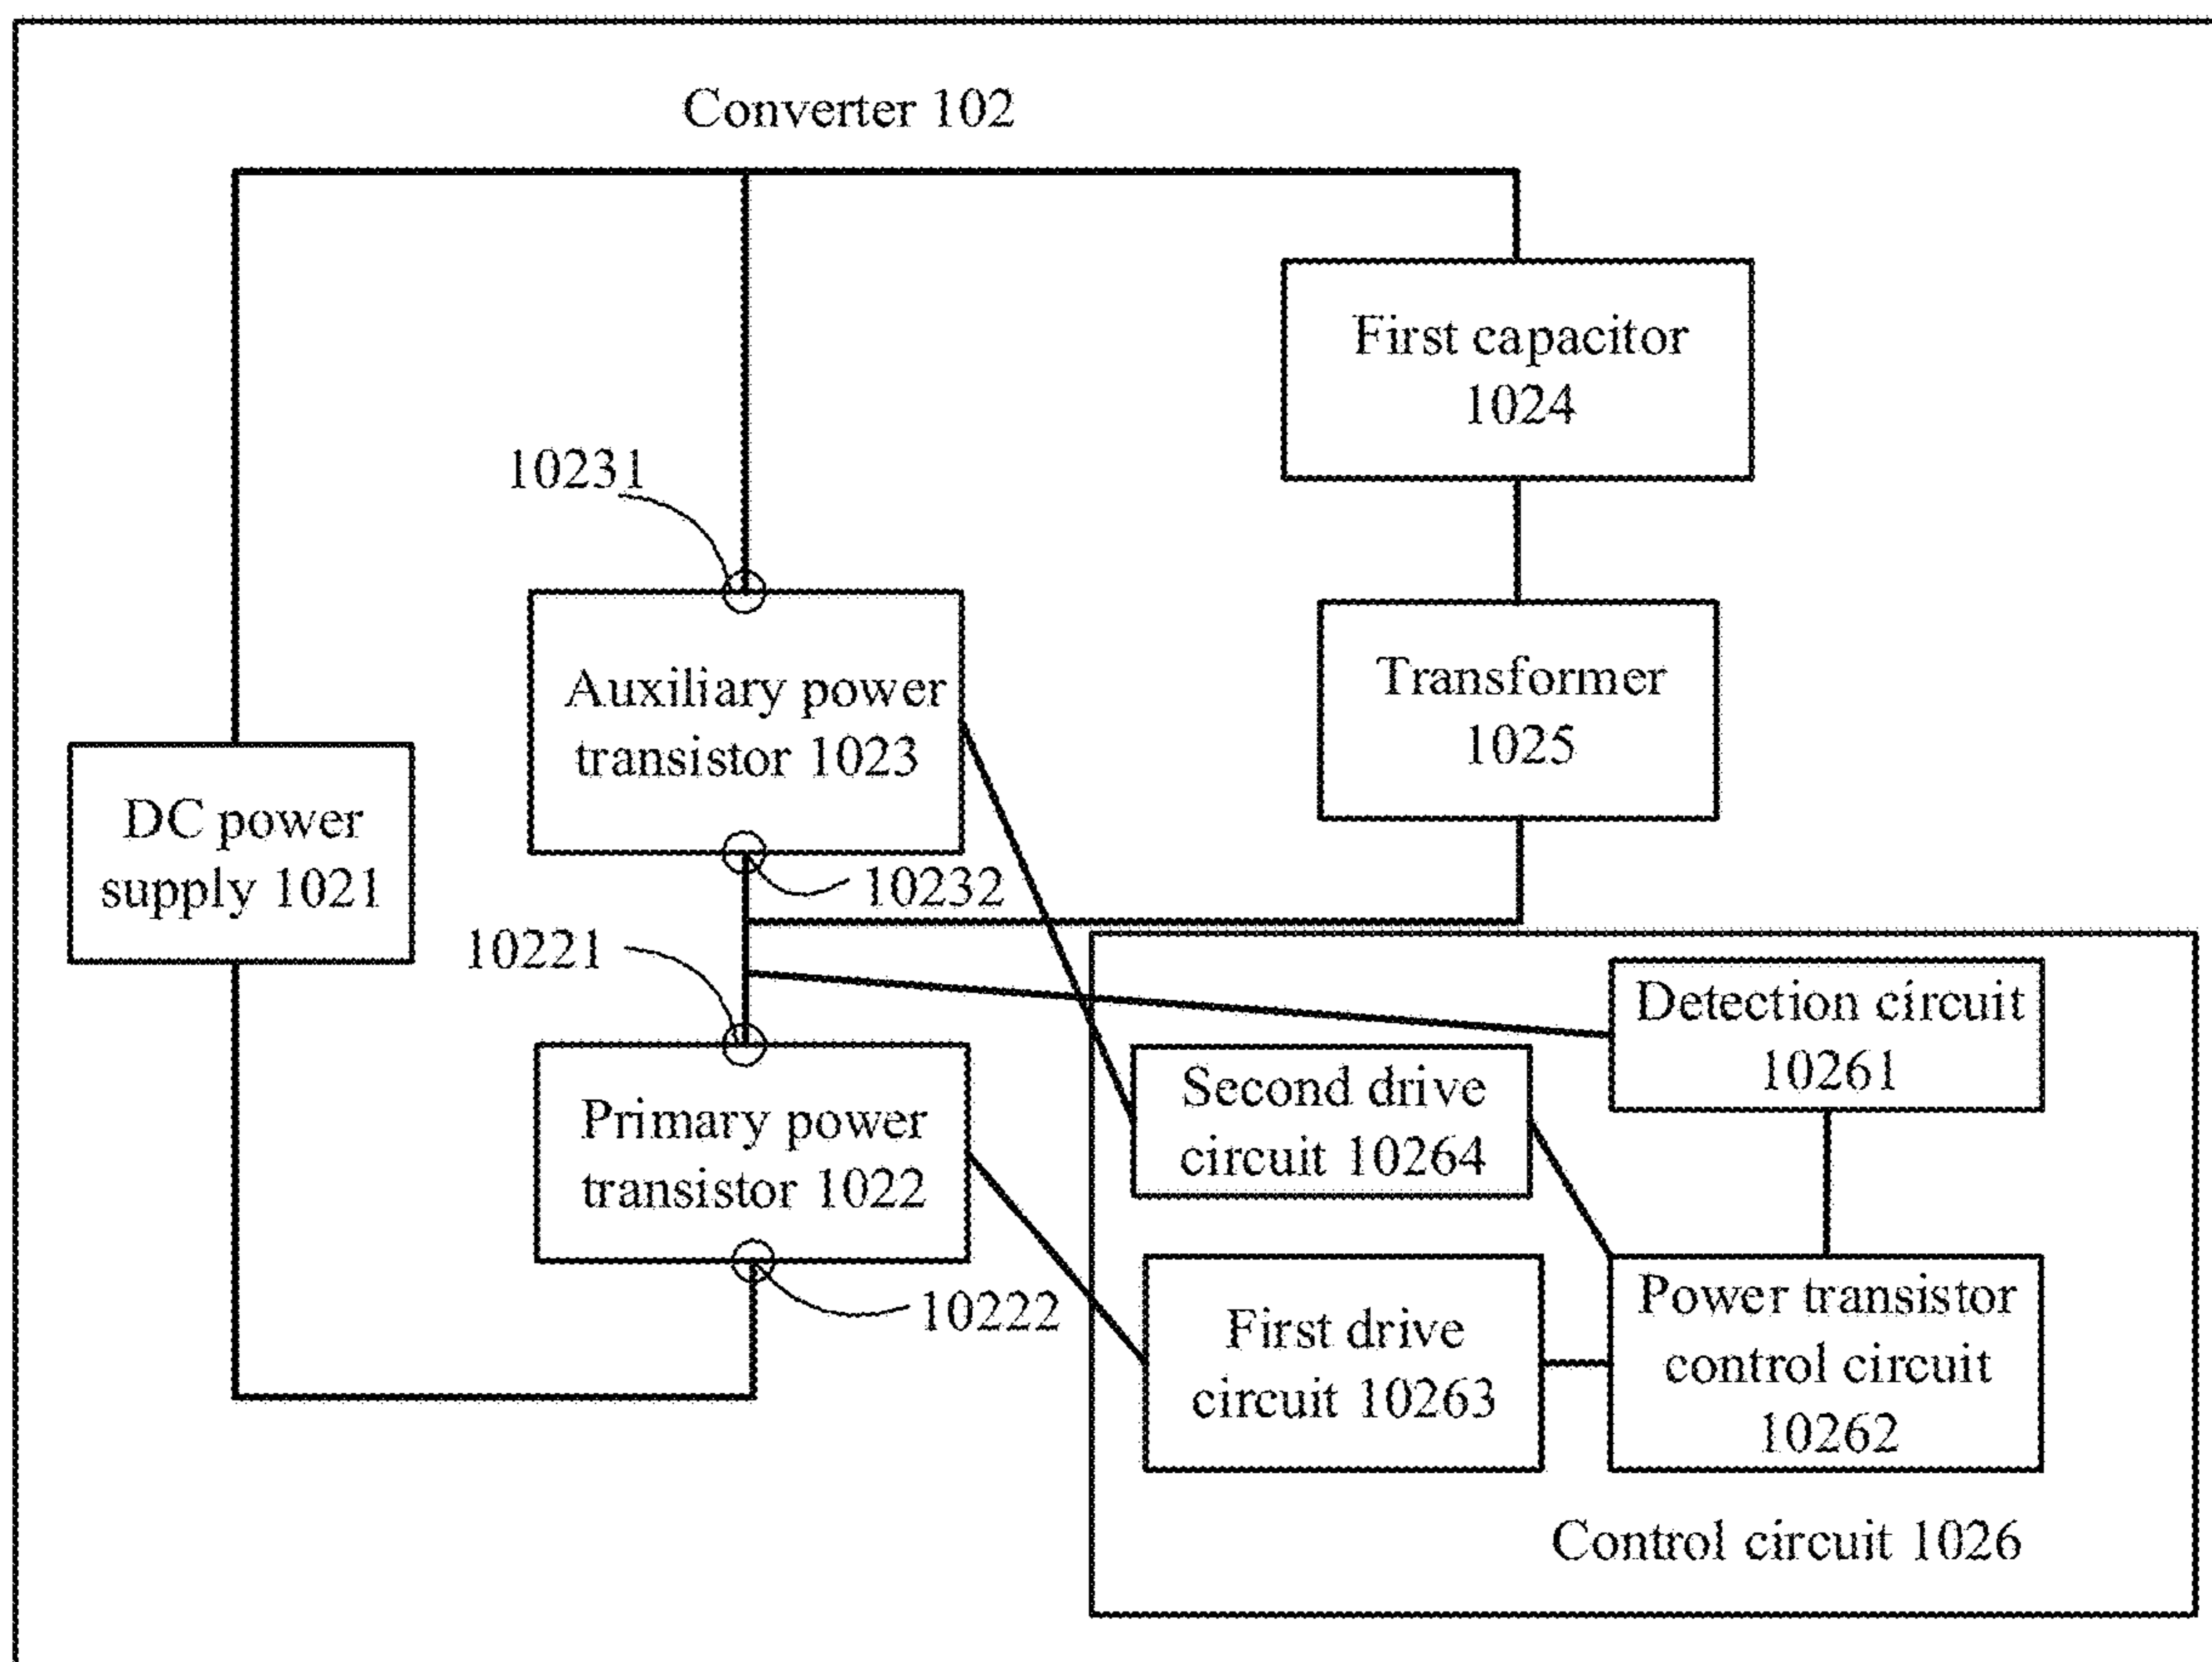 Converter 102
First capacitor
1024
10231
Auxiliary power
transistor 1023
Transformer
1025
DC power
supply 1021
10232
10221
Detection circuit
10261
Second drive
circuit 10264
Primary power
transistor 1022
10222
First drive
circuit 10263
Power transistor
control circuit
10262
Control circuit 1026